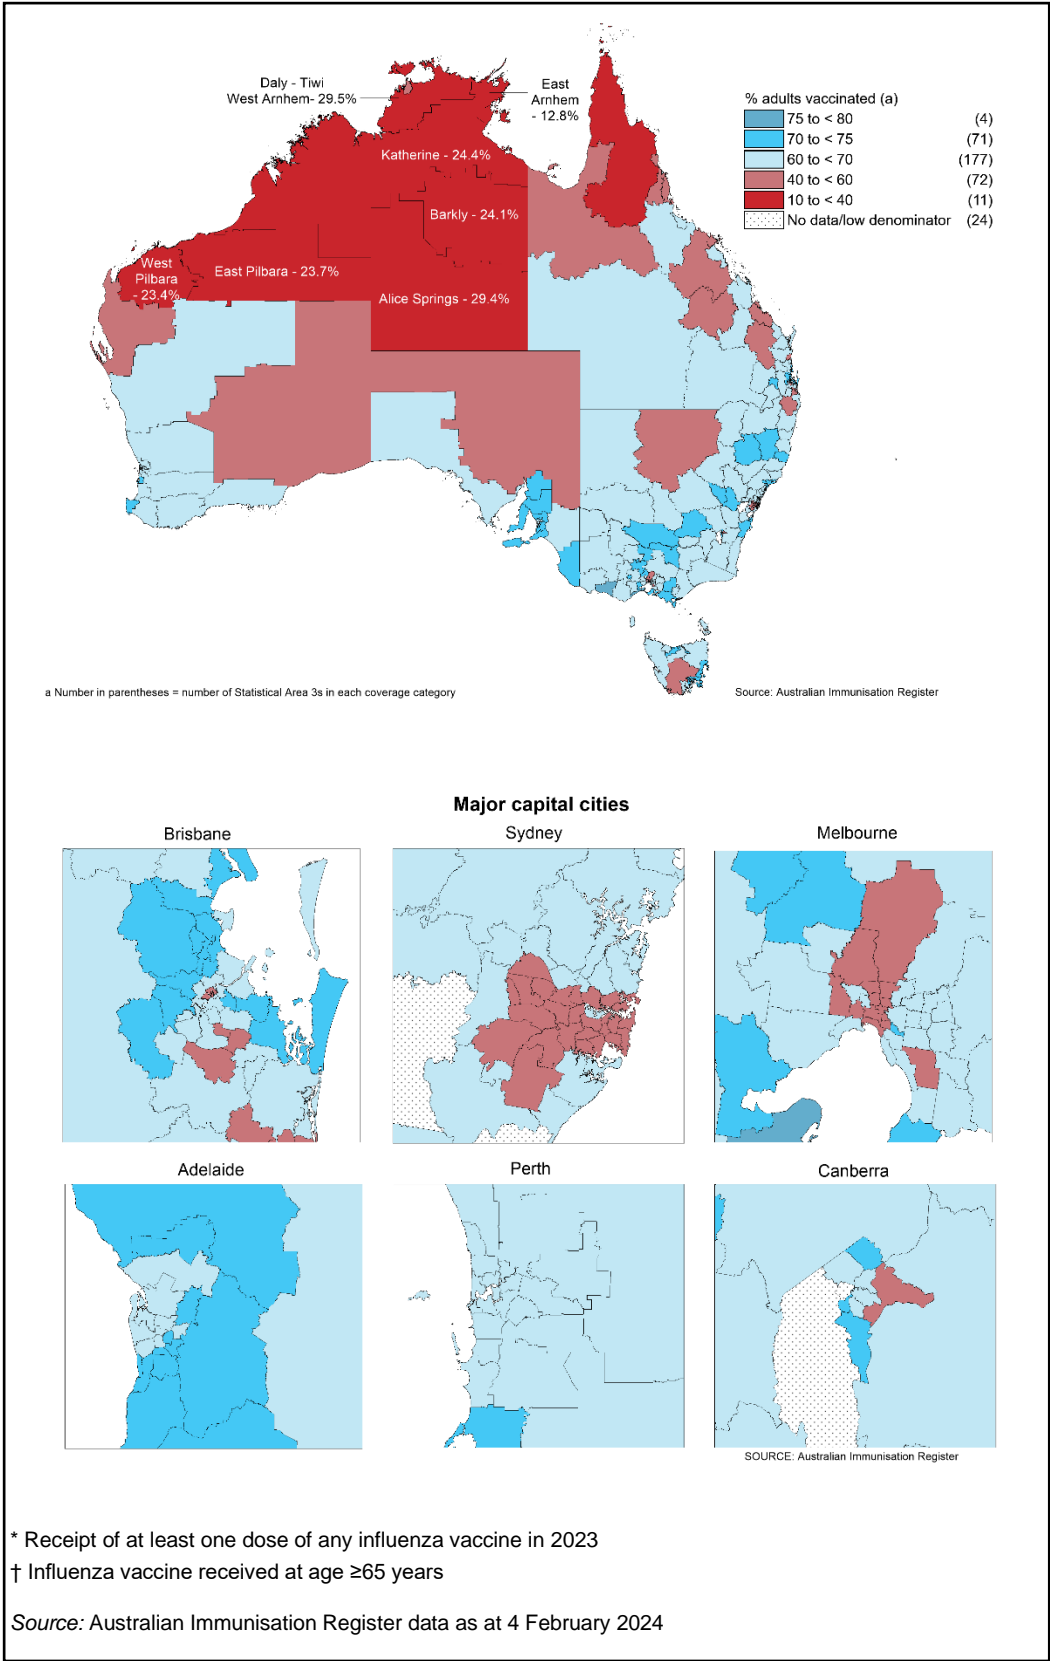 Daly - Tiwi
West Arnhem- 29.5%
East
Arnhem
- 12.8%
% adults vaccinated (a)
75 to < 80 (4)
70 to < 75 (71)
60 to < 70 (177)
40 to < 60 (72)
10 to < 40 (11)
No data/low denominator (24)
Katherine - 24.4%
Barkly - 24.1%
West
Pilbara
- 23.4%
East Pilbara - 23.7%
Alice Springs - 29.4%
a Number in parentheses = number of Statistical Area 3s in each coverage category
Source: Australian Immunisation Register
Major capital cities
Brisbane
Sydney
Melbourne
Adelaide
Perth
Canberra
SOURCE: Australian Immunisation Register
* Receipt of at least one dose of any influenza vaccine in 2023
† Influenza vaccine received at age ≥65 years
Source: Australian Immunisation Register data as at 4 February 2024